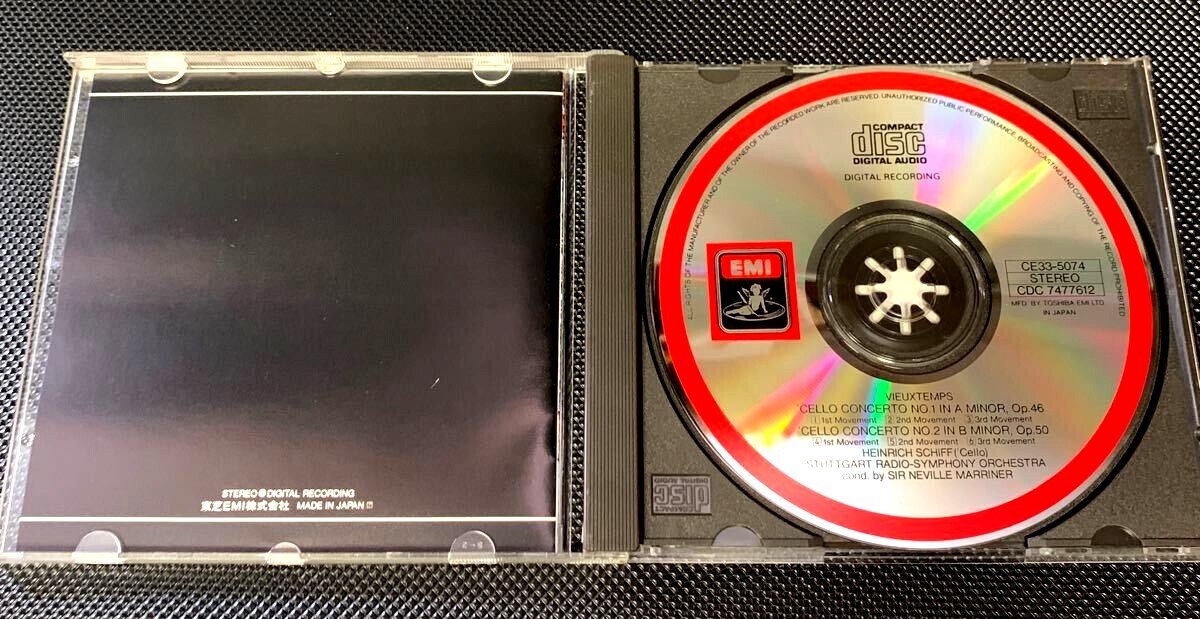 STEREO DIGITAL RECORDING
東芝EMI株式会社 MADE IN JAPAN
ALL RIGHTS OF THE MANUFACTURER AND OF THE OWNER OF THE RECORDED WORK ARE RESERVED. UNAUTHORIZED PUBLIC PERFORMANCE, BROADCASTING AND COPYING OF THE RECORD PROHIBITED
COMPACT
disc
DIGITAL AUDIO
DIGITAL RECORDING
EMI
CE33-5074
STEREO
CDC 7477612
MFD. BY TOSHIBA EMI LTD
IN JAPAN
VIEUXTEMPS
*CELLO CONCERTO NO.1 IN A MINOR, Op.46
1 1st Movement 2 2nd Movement 3 3rd Movement
*CELLO CONCERTO NO.2 IN B MINOR, Op.50
4 1st Movement 5 2nd Movement 6 3rd Movement
HEINRICH SCHIFF (*Cello)
STUTTGART RADIO-SYMPHONY ORCHESTRA
cond. by SIR NEVILLE MARRINER
COMPACT
disc